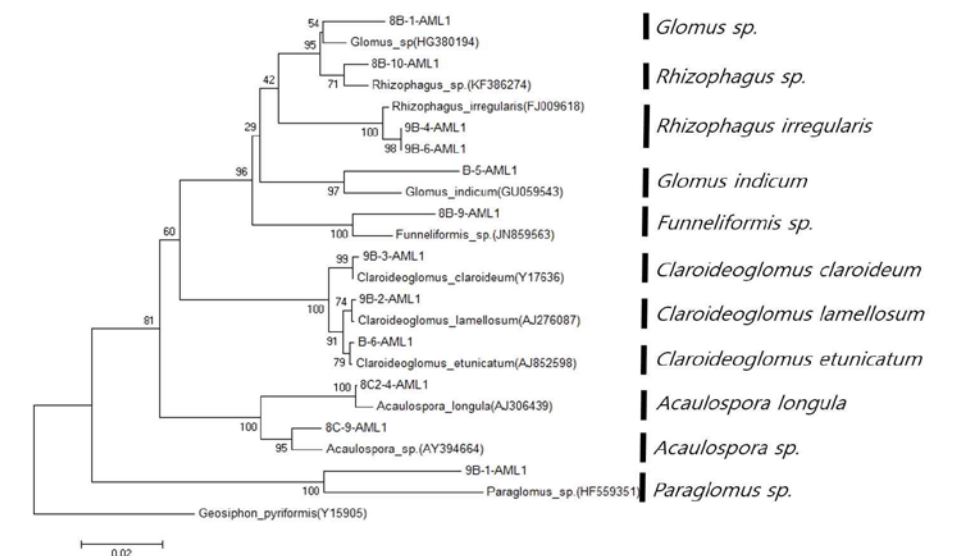 54
8B-1-AML1
Glomus sp.
95
Glomus_sp(HG380194)
8B-10-AML1
Rhizophagus sp.
42
71
Rhizophagus_sp.(KF386274)
Rhizophagus_irregularis(FJ009618)
100
9B-4-AML1
Rhizophagus irregularis
29
98
9B-6-AML1
96
B-5-AML1
Glomus indicum
97
Glomus_indicum(GU059543)
8B-9-AML1
Funneliformis sp.
60
100
Funneliformis_sp.(JN859563)
99
9B-3-AML1
Claroideoglomus claroideum
Claroideoglomus_claroideum(Y17636)
100
74
9B-2-AML1
Claroideoglomus lamellosum
81
Claroideoglomus_lamellosum(AJ276087)
91
B-6-AML1
Claroideoglomus etunicatum
79
Claroideoglomus_etunicatum(AJ852598)
100
8C2-4-AML1
Acaulospora longula
Acaulospora_longula(AJ306439)
100
8C-9-AML1
Acaulospora sp.
95
Acaulospora_sp.(AY394664)
9B-1-AML1
100
Paraglomus_sp.(HF559351)
Paraglomus sp.
Geosiphon_pyriformis(Y15905)
0.02